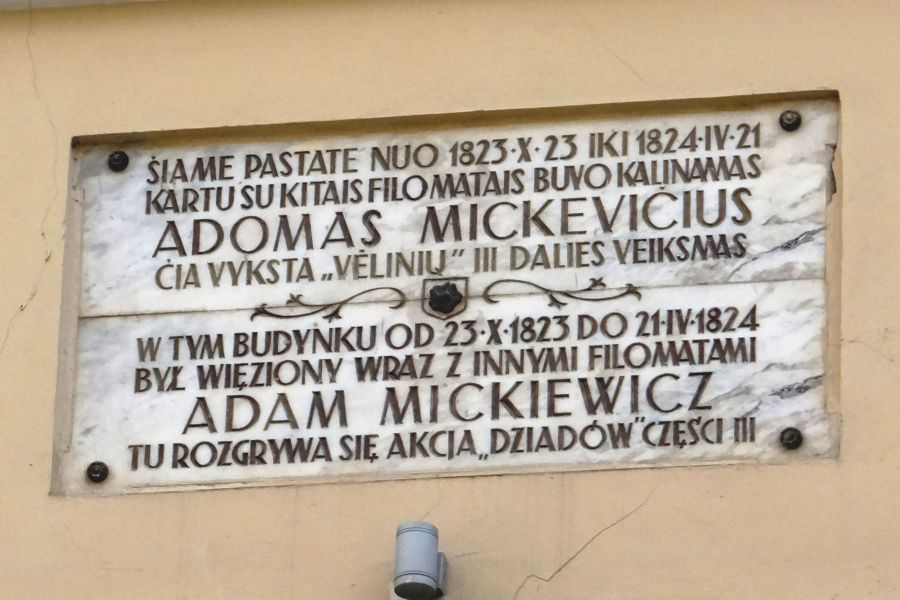 ŠIAME PASTATE NUO 1823·X·23 IKI 1824·IV·21
KARTU SU KITAIS FILOMATAIS BUVO KALINAMAS
ADOMAS MICKEVIČIUS
ČIA VYKSTA „VĖLINIŲ” III DALIES VEIKSMAS
W TYM BUDYNKU OD 23·X·1823 DO 21·IV·1824
BYŁ WIĘZIONY WRAZ Z INNYMI FILOMATAMI
ADAM MICKIEWICZ
TU ROZGRYWA SIĘ AKCJA „DZIADÓW” CZĘŚCI III